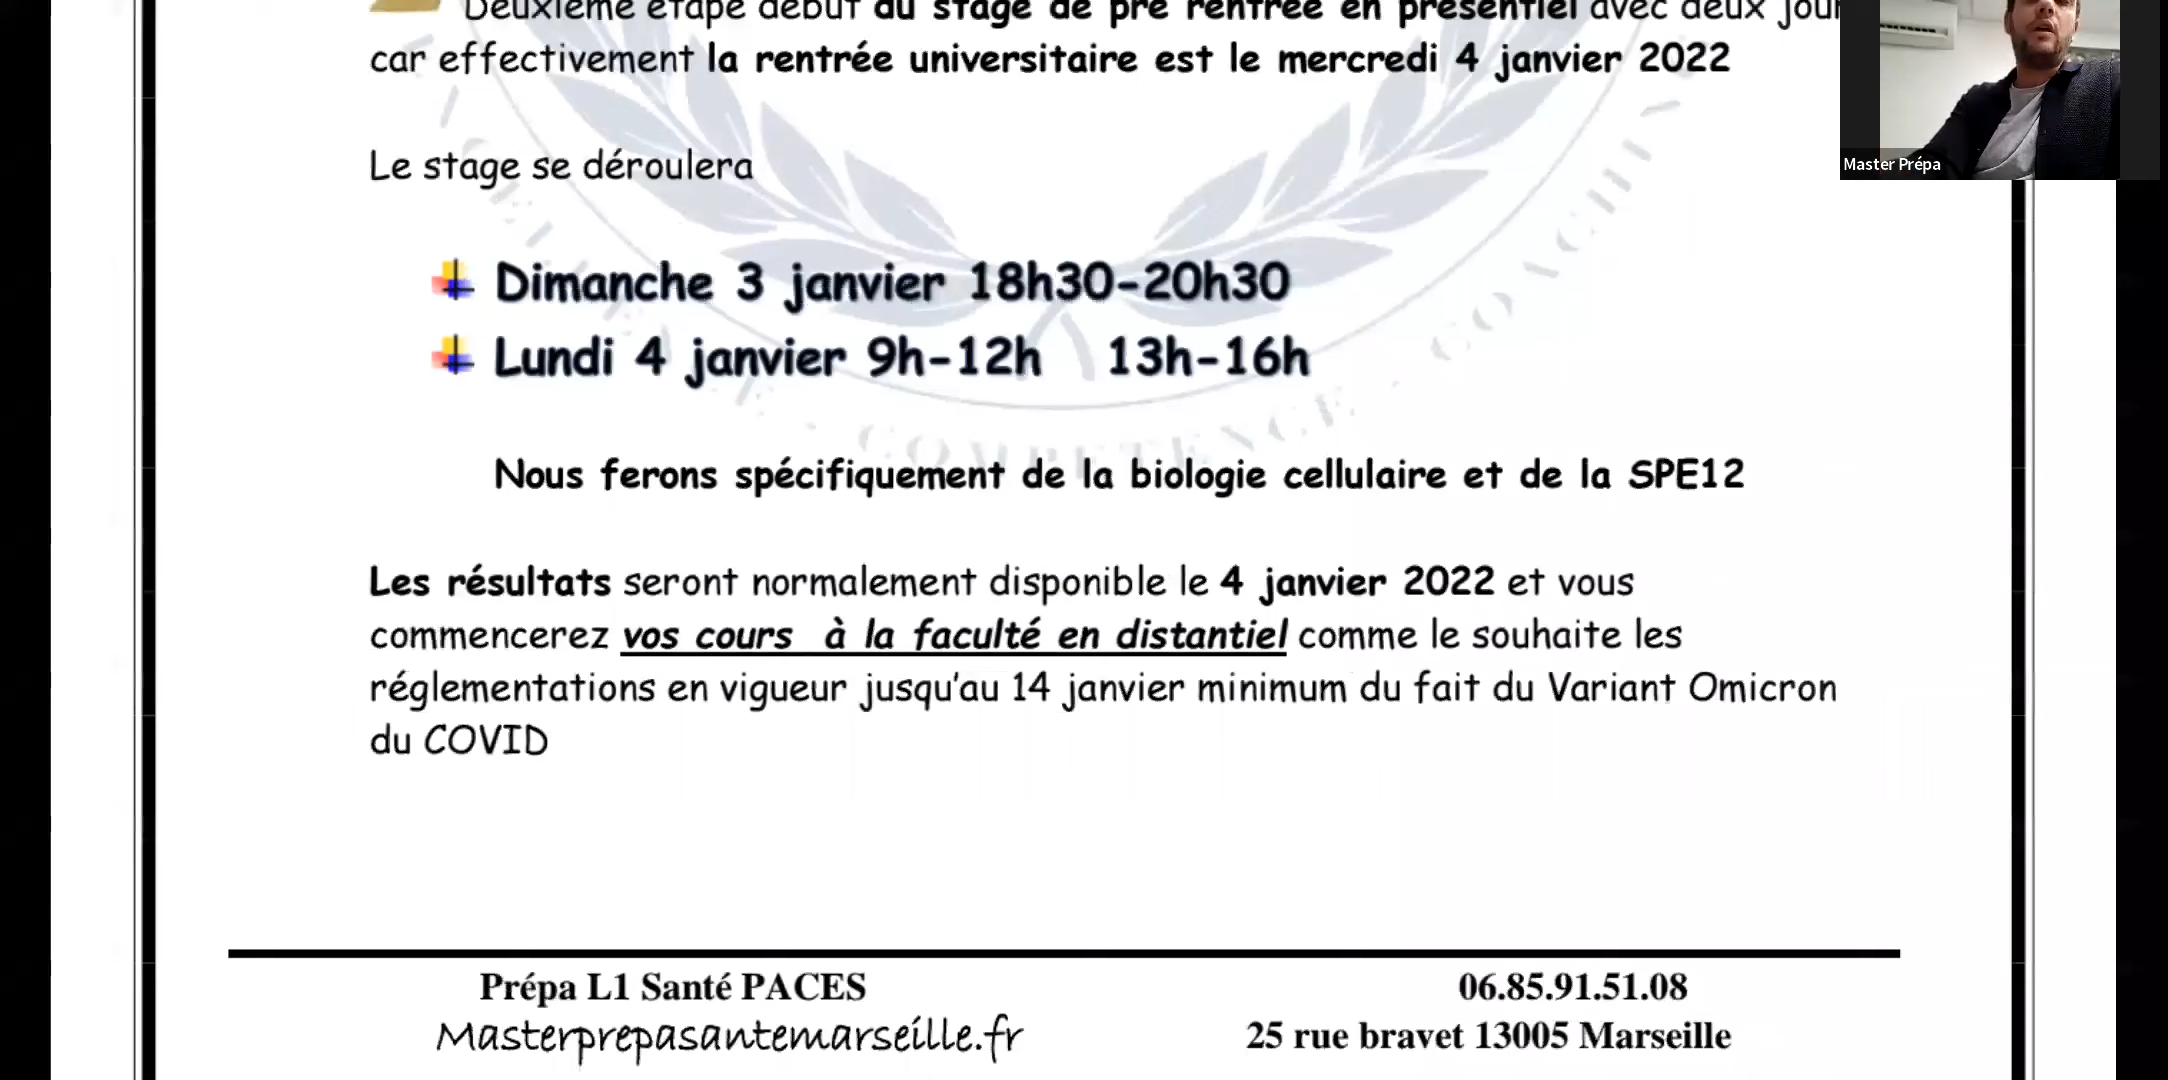 Deuxième étape début du stage de pré rentrée en présentiel avec deux jour
car effectivement la rentrée universitaire est le mercredi 4 janvier 2022
Master Prépa
Le stage se déroulera
Dimanche 3 janvier 18h30-20h30
Lundi 4 janvier 9h-12h 13h-16h
COMPETENCE · COACHIN
Nous ferons spécifiquement de la biologie cellulaire et de la SPE12
Les résultats seront normalement disponible le 4 janvier 2022 et vous
commencerez vos cours à la faculté en distantiel comme le souhaite les
réglementations en vigueur jusqu'au 14 janvier minimum du fait du Variant Omicron
du COVID
Prépa L1 Santé PACES 06.85.91.51.08
Masterprepasantemarseille.fr 25 rue bravet 13005 Marseille